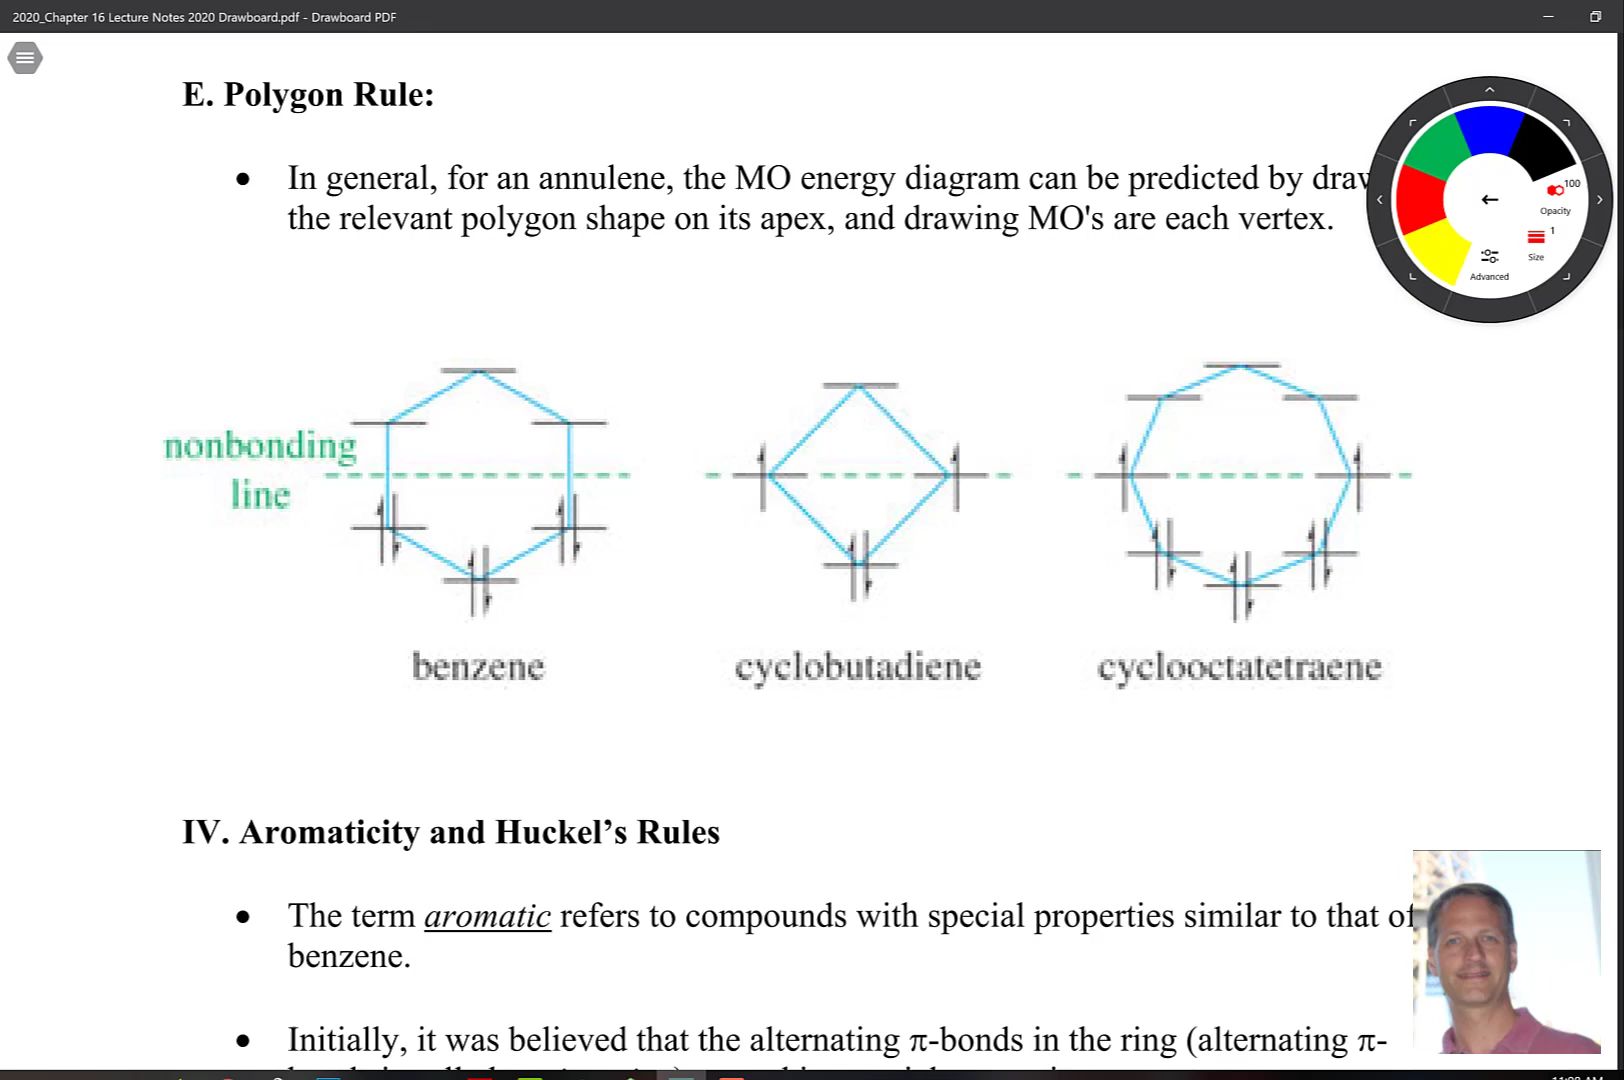 2020_Chapter 16 Lecture Notes 2020 Drawboard.pdf - Drawboard PDF
E. Polygon Rule:
• In general, for an annulene, the MO energy diagram can be predicted by
the relevant polygon shape on its apex, and drawing MO's are each vertex.
100
Opacity
1
Size
Advanced
nonbonding
line
benzene
cyclobutadiene
cyclooctatetraene
IV. Aromaticity and Huckel’s Rules
• The term aromatic refers to compounds with special properties similar to that of
benzene.
• Initially, it was believed that the alternating π-bonds in the ring (alternating π-